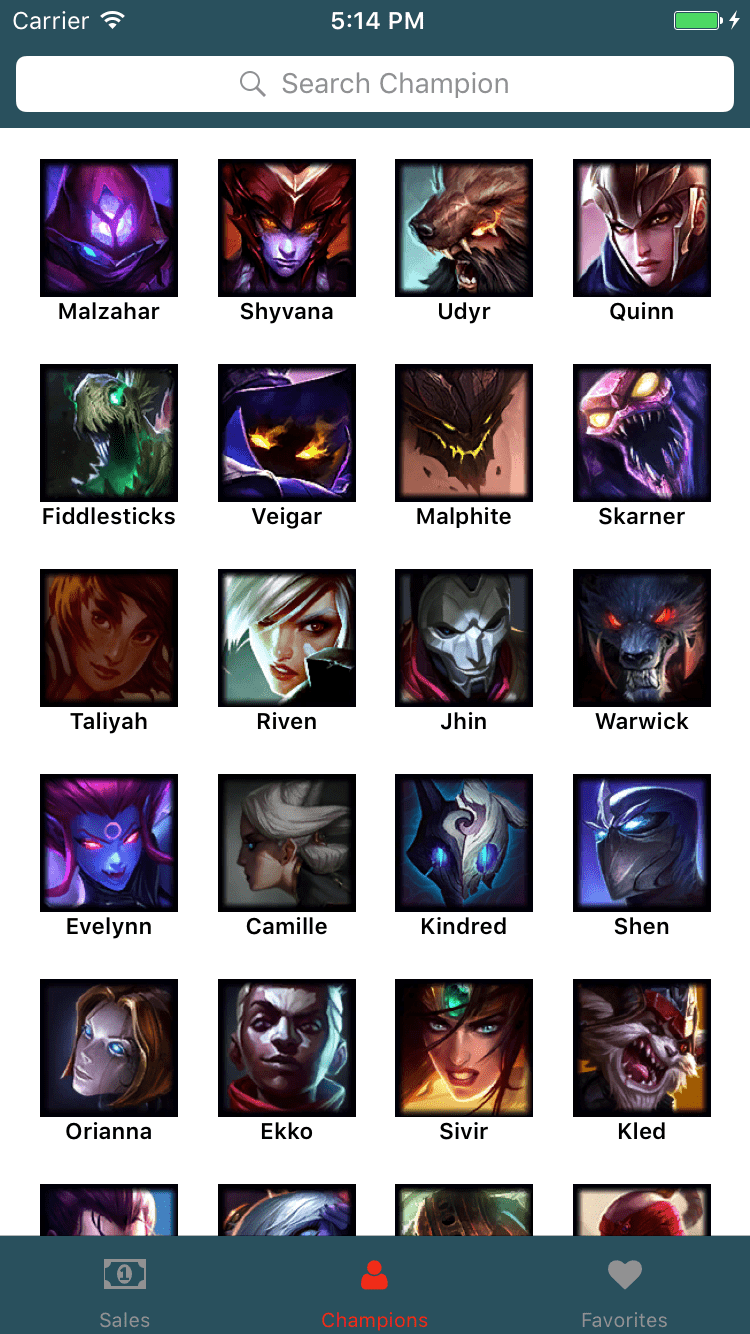 Carrier 5:14 PM
Search Champion
Malzahar Shyvana Udyr Quinn
Fiddlesticks Veigar Malphite Skarner
Taliyah Riven Jhin Warwick
Evelynn Camille Kindred Shen
Orianna Ekko Sivir Kled
1
Sales Champions Favorites